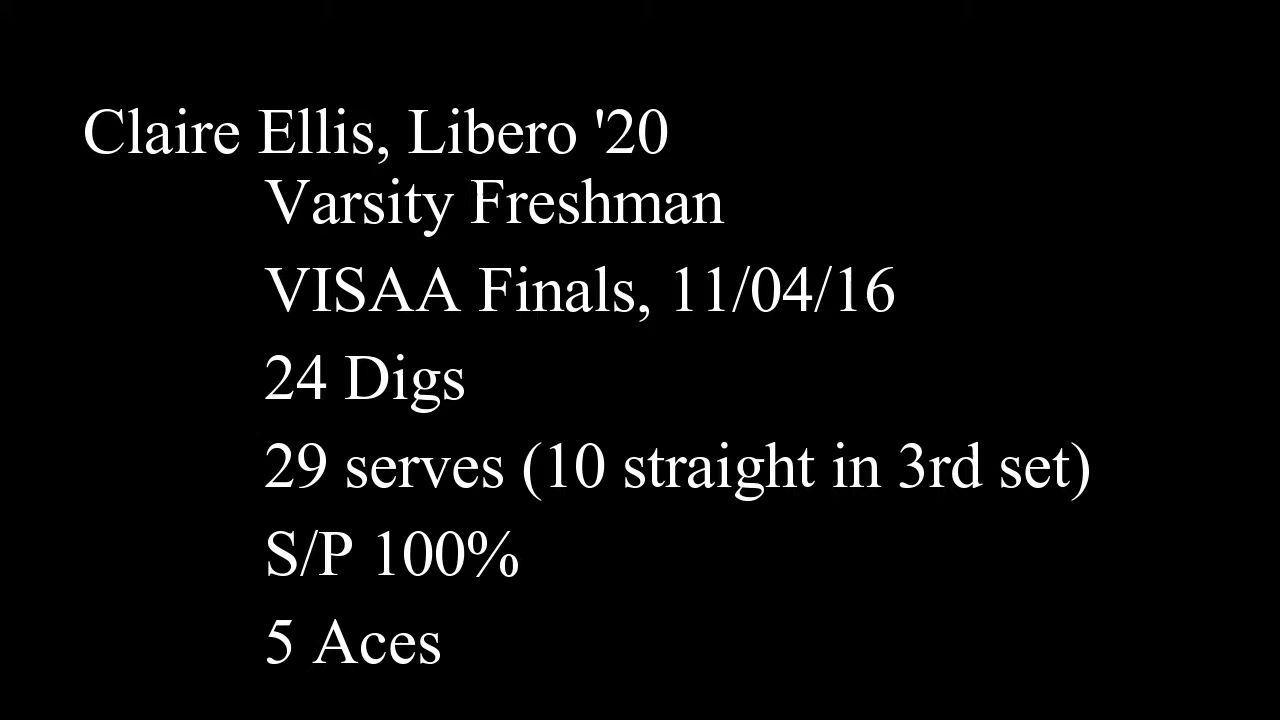 Claire Ellis, Libero '20
Varsity Freshman
VISAA Finals, 11/04/16
24 Digs
29 serves (10 straight in 3rd set)
S/P 100%
5 Aces